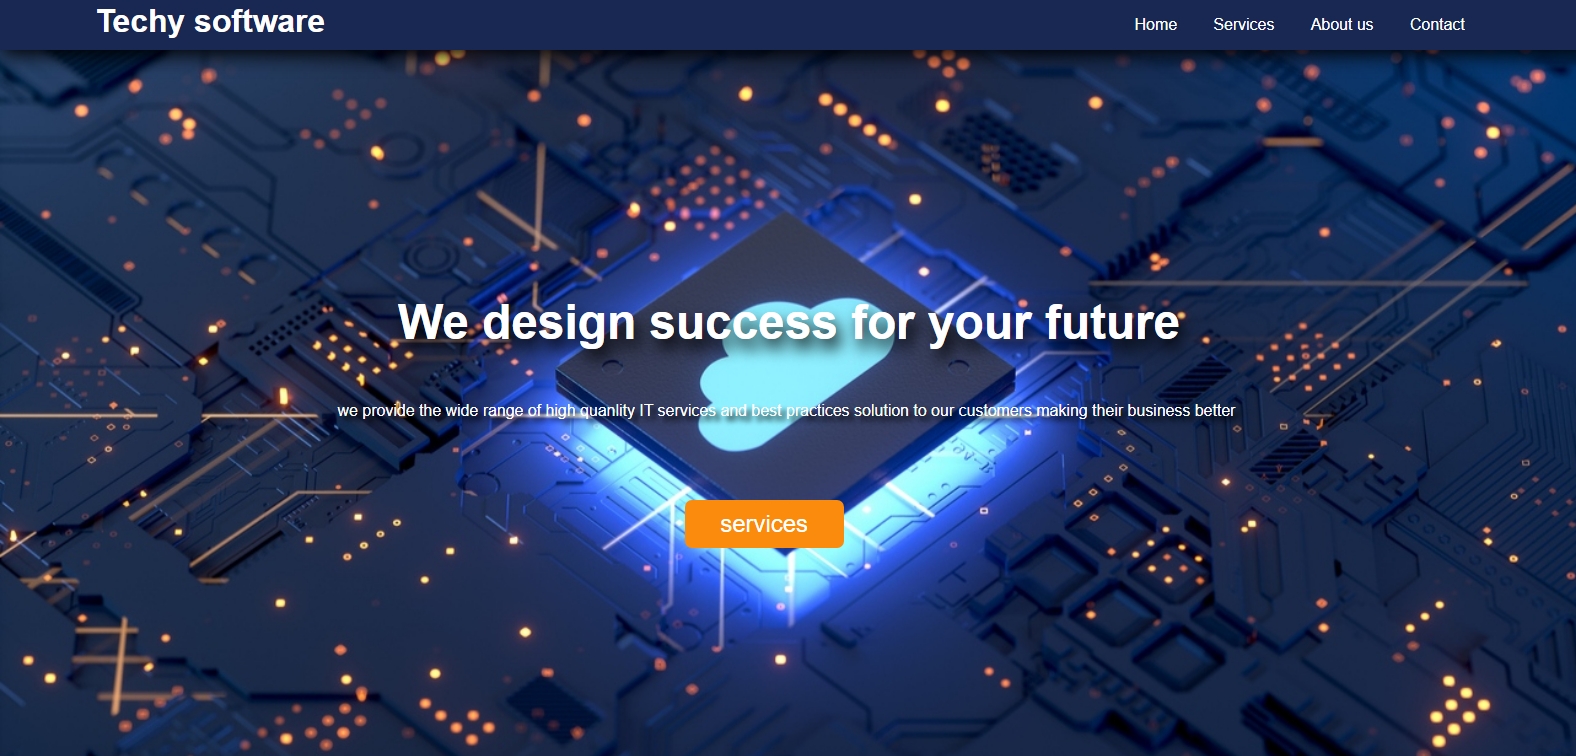 Techy software
Home Services About us Contact
We design success for your future
we provide the wide range of high quanlity IT services and best practices solution to our customers making their business better
services